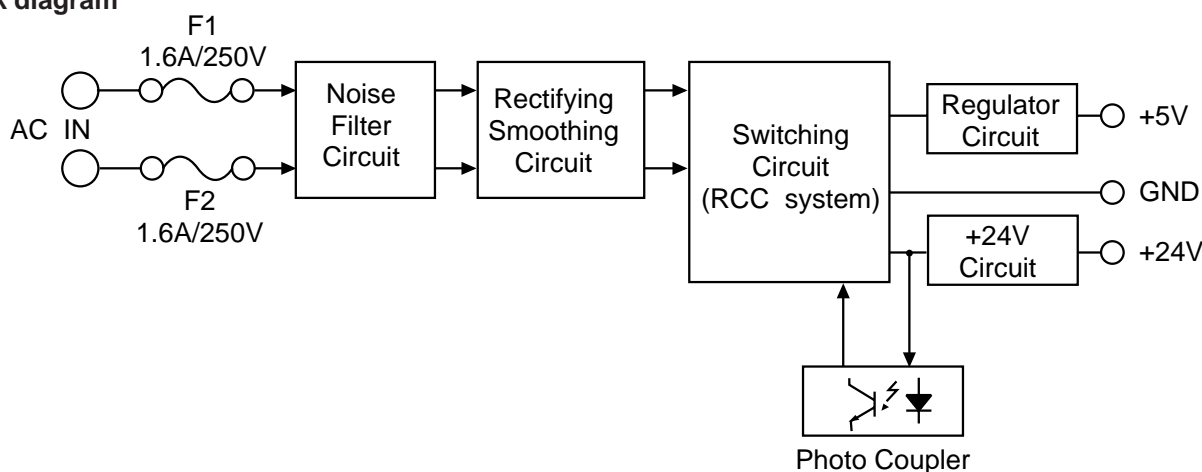 k diagram
F1
1.6A/250V
AC IN
F2
1.6A/250V
Noise
Filter
Circuit
Rectifying
Smoothing
Circuit
Switching
Circuit
(RCC system)
Regulator
Circuit
+5V
GND
+24V
Circuit
+24V
Photo Coupler